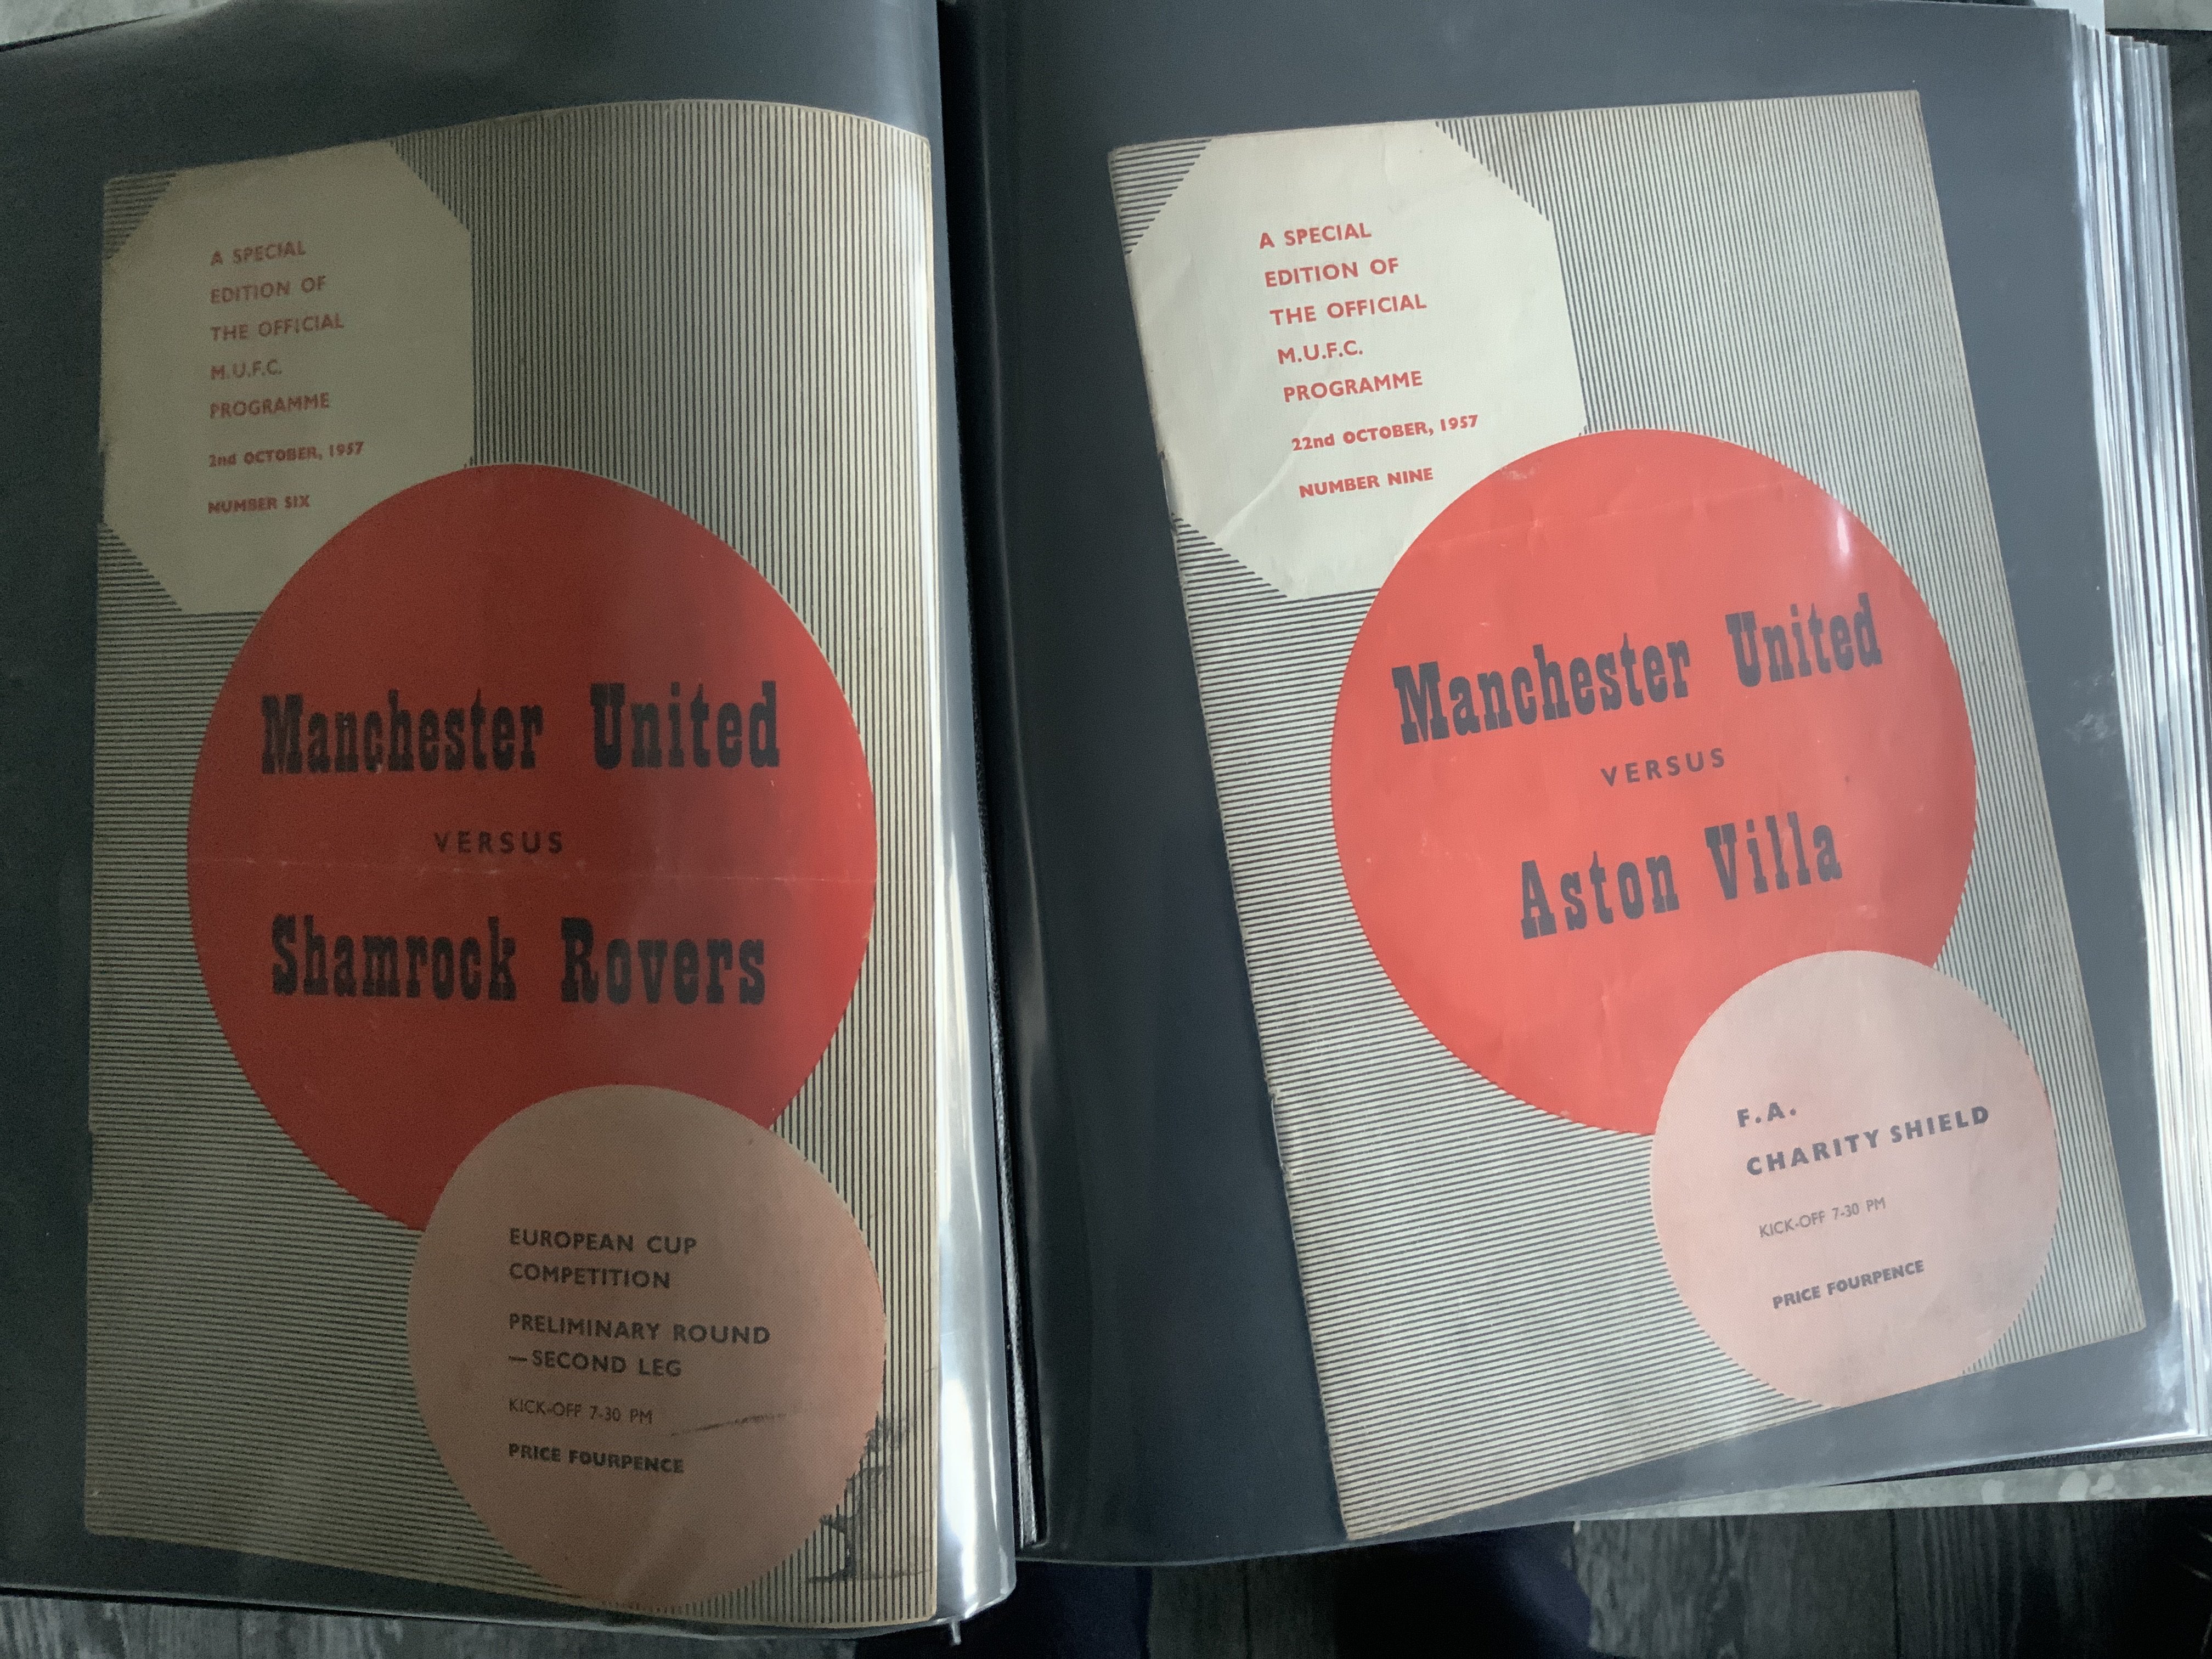 A SPECIAL
EDITION OF
THE OFFICIAL
M.U.F.C.
PROGRAMME
2nd OCTOBER, 1957
NUMBER SIX
Manchester United
VERSUS
Shamrock Rovers
EUROPEAN CUP
COMPETITION
PRELIMINARY ROUND
—SECOND LEG
KICK-OFF 7-30 PM
PRICE FOURPENCE
A SPECIAL
EDITION OF
THE OFFICIAL
M.U.F.C.
PROGRAMME
22nd OCTOBER, 1957
NUMBER NINE
Manchester United
VERSUS
Aston Villa
F.A.
CHARITY SHIELD
KICK-OFF 7-30 PM
PRICE FOURPENCE